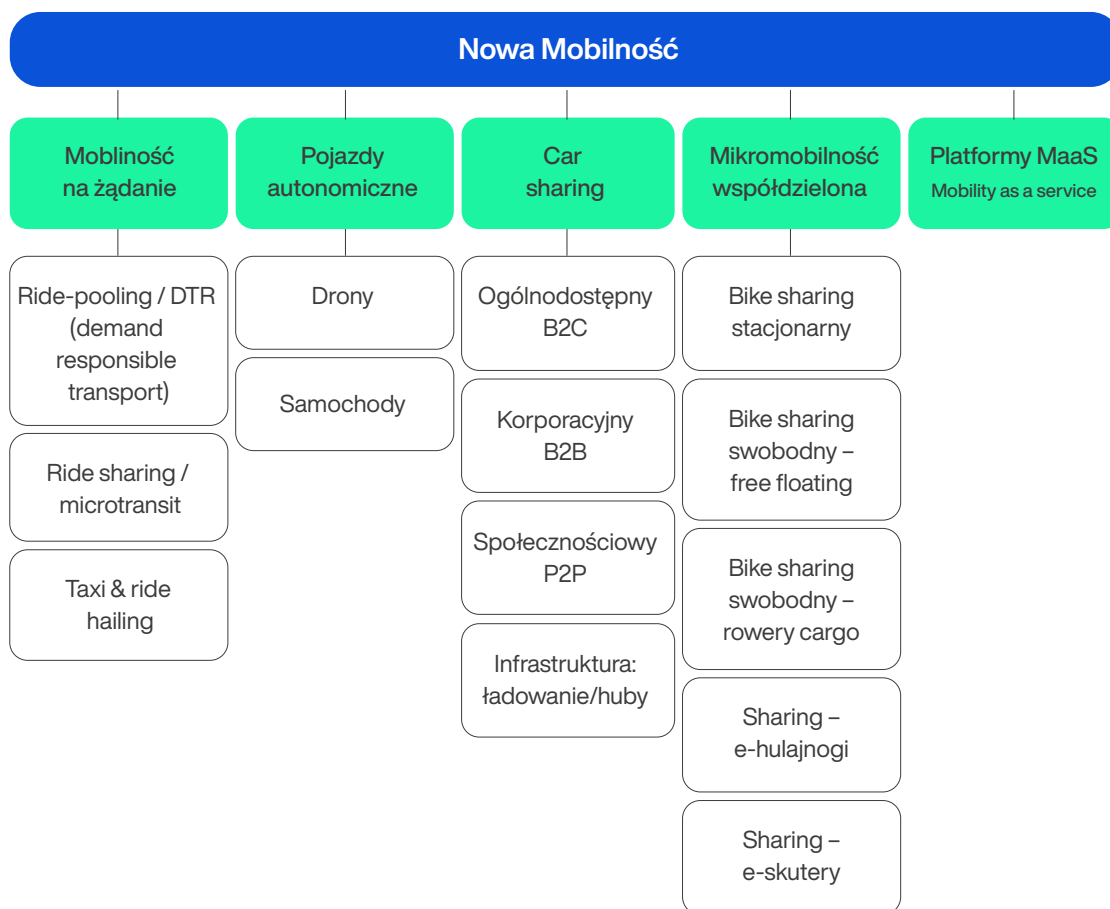 Nowa Mobilność
Mobliność
na żądanie
Pojazdy
autonomiczne
Car
sharing
Mikromobilność
współdzielona
Platformy MaaS
Mobility as a service
Ride-pooling / DTR
(demand
responsible
transport)
Ride sharing /
microtransit
Taxi & ride
hailing
Drony
Samochody
Ogólnodostępny
B2C
Korporacyjny
B2B
Społecznościowy
P2P
Infrastruktura:
ładowanie/huby
Bike sharing
stacjonarny
Bike sharing
swobodny –
free floating
Bike sharing
swobodny –
rowery cargo
Sharing –
e-hulajnogi
Sharing –
e-skutery